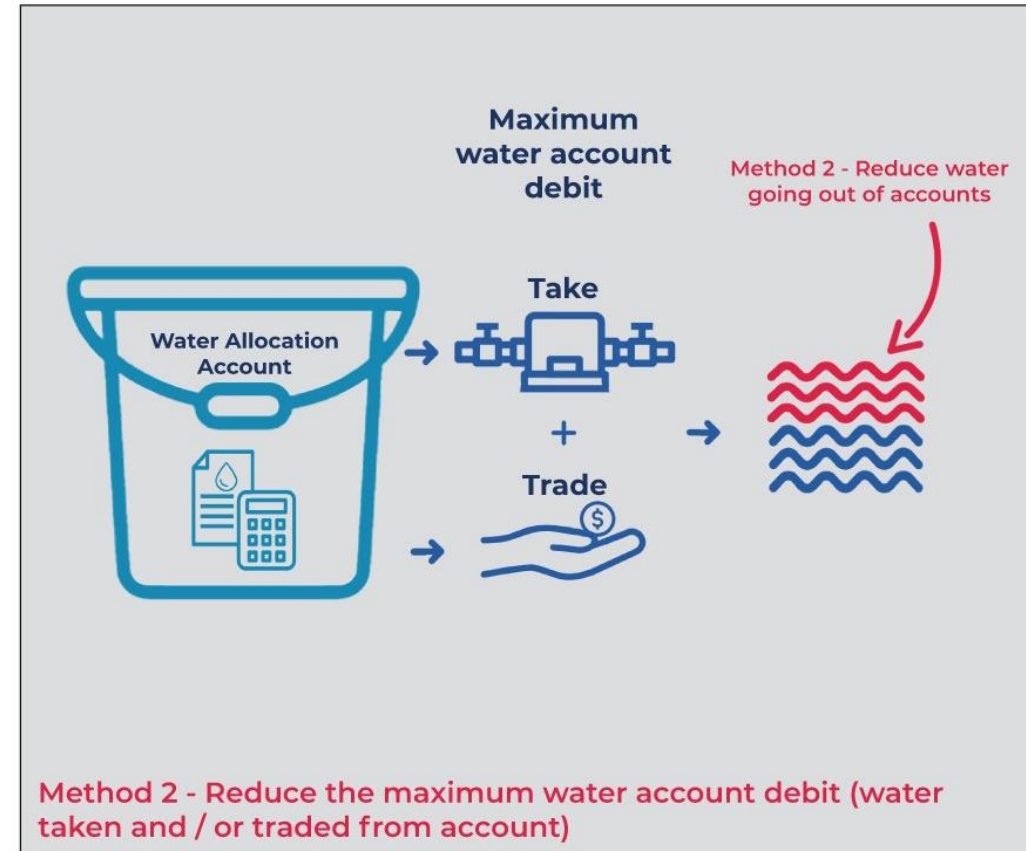 Maximum
water account
debit
Method 2 - Reduce water
going out of accounts
Take
Water Allocation
Account
+
Trade
$
Method 2 - Reduce the maximum water account debit (water
taken and / or traded from account)